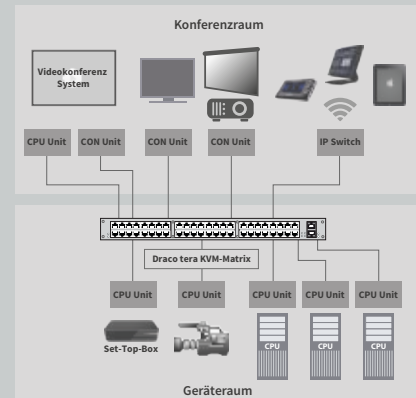 Konferenzraum
Videokonferenz
System
CPU Unit
CON Unit
CON Unit
CON Unit
IP Switch
Draco tera KVM-Matrix
CPU Unit
CPU Unit
CPU Unit
CPU Unit
CPU Unit
Set-Top-Box
CPU
CPU
CPU
Geräteraum